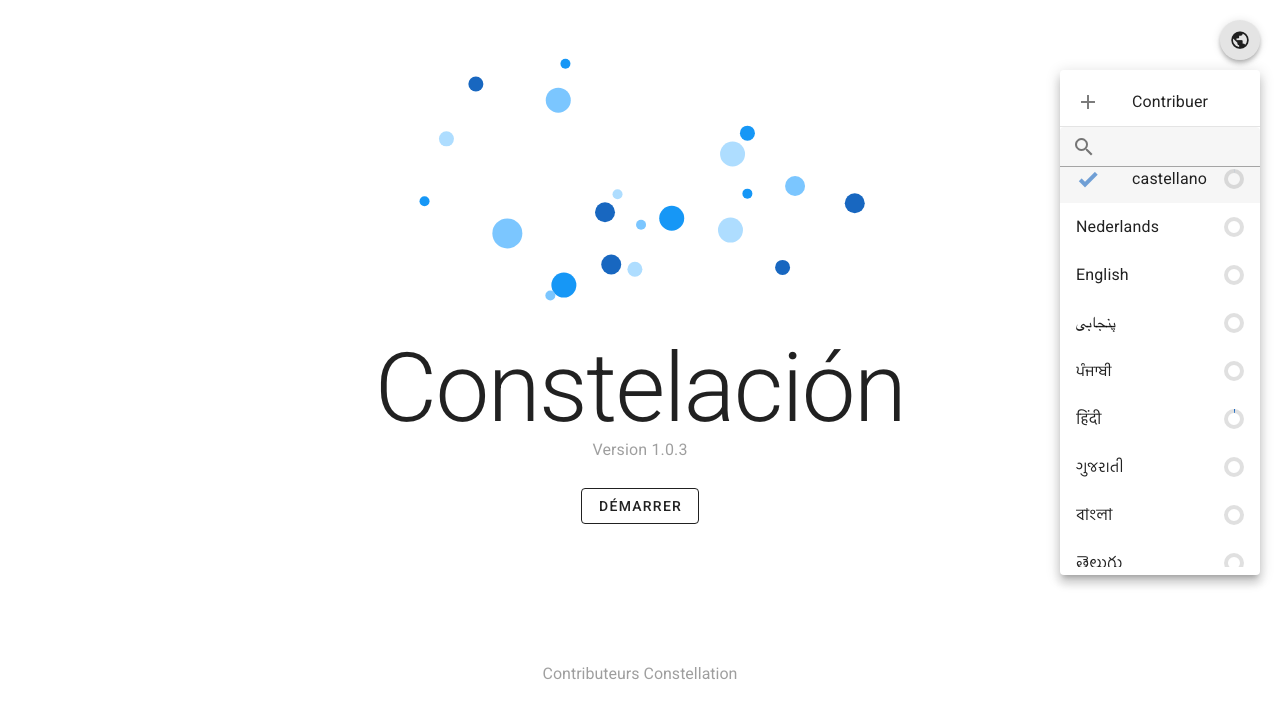 Contribuer
castellano
Nederlands
English
پنجابی
ਪੰਜਾਬੀ
हिंदी
ગુજરાતી
বাংলা
తెలుగు
Constelación
Version 1.0.3
DÉMARRER
Contributeurs Constellation